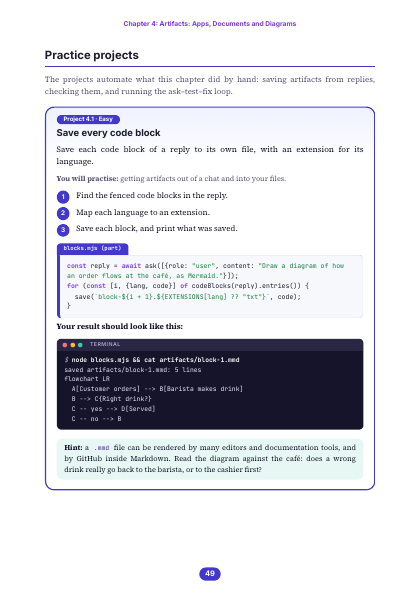 Chapter 4: Artifacts: Apps, Documents and Diagrams
Practice projects
The projects automate what this chapter did by hand: saving artifacts from replies,
checking them, and running the ask–test–fix loop.
Project 4.1 · Easy
Save every code block
Save each code block of a reply to its own file, with an extension for its
language.
You will practise: getting artifacts out of a chat and into your files.
1 Find the fenced code blocks in the reply.
2 Map each language to an extension.
3 Save each block, and print what was saved.
blocks.mjs (part)
const reply = await ask([{role: "user", content: "Draw a diagram of how
an order flows at the café, as Mermaid."}]);
for (const [i, {lang, code}] of codeBlocks(reply).entries()) {
  save(`block-${i + 1}.${EXTENSIONS[lang] ?? "txt"}`, code);
}
Your result should look like this:
TERMINAL
$ node blocks.mjs && cat artifacts/block-1.mmd
saved artifacts/block-1.mmd: 5 lines
flowchart LR
  A[Customer orders] --> B[Barista makes drink]
  B --> C{Right drink?}
  C -- yes --> D[Served]
  C -- no --> B
Hint: a .mmd file can be rendered by many editors and documentation tools, and
by GitHub inside Markdown. Read the diagram against the café: does a wrong
drink really go back to the barista, or to the cashier first?
49